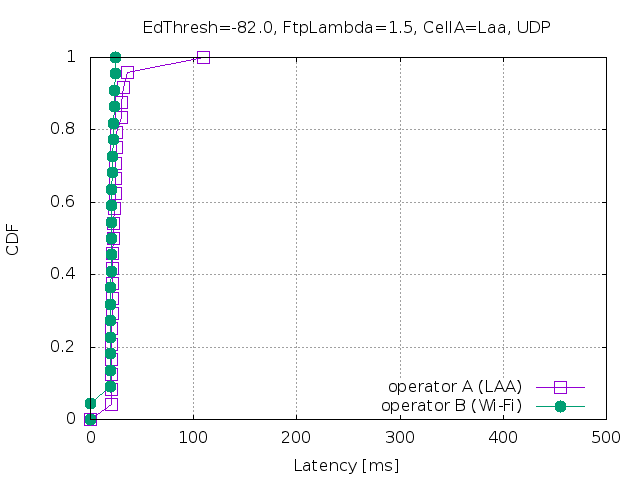 EdThresh=-82.0, FtpLambda=1.5, CellA=Laa, UDP
1
0.8
0.6
0.4
0.2
0
CDF
operator A (LAA)
operator B (Wi-Fi)
0 100 200 300 400 500
Latency [ms]